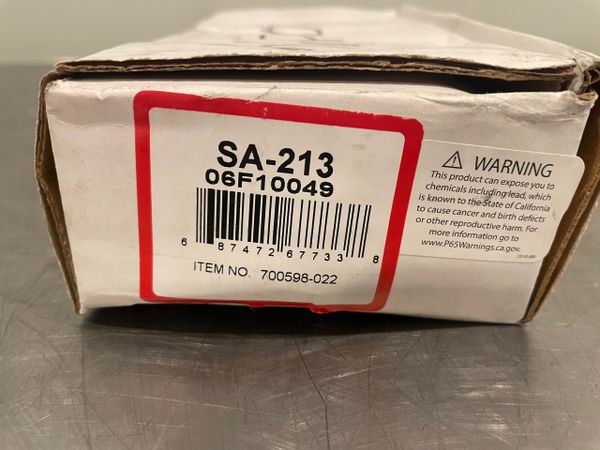 SA-213
06F10049
6 87472 67733 8
ITEM NO. 700598-022
⚠ WARNING
This product can expose you to
chemicals including lead, which
is known to the State of California
to cause cancer and birth defects
or other reproductive harm. For
more information go to
www.P65Warnings.ca.gov.